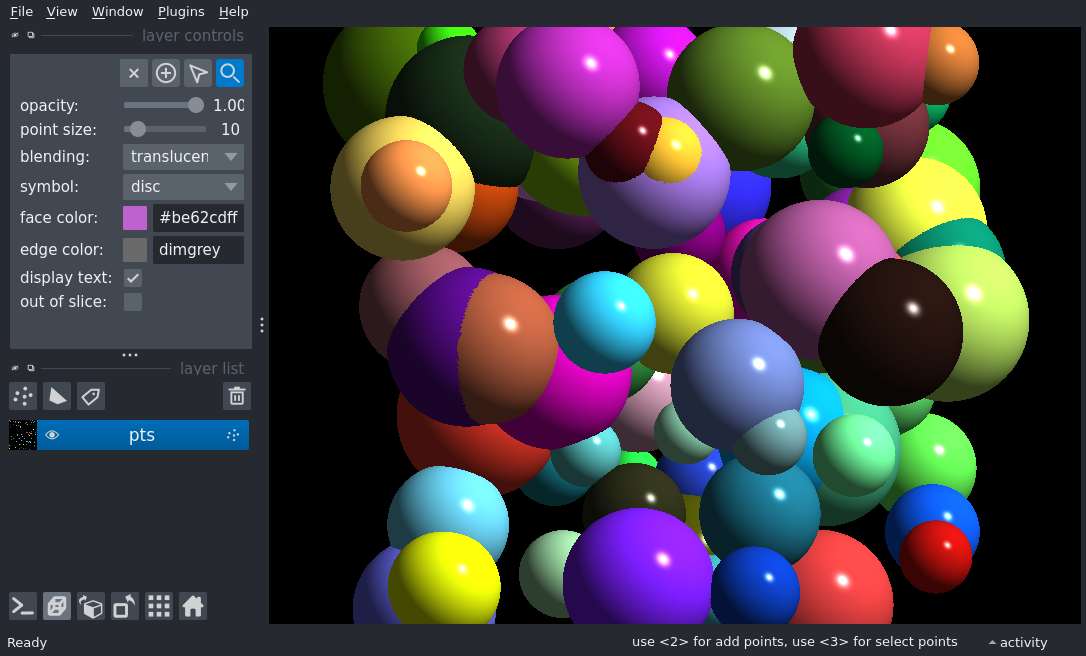 File View Window Plugins Help
layer controls
opacity: 1.00
point size: 10
blending: translucen
symbol: disc
face color: #be62cdff
edge color: dimgrey
display text:
out of slice:
layer list
pts
Ready use <2> for add points, use <3> for select points activity